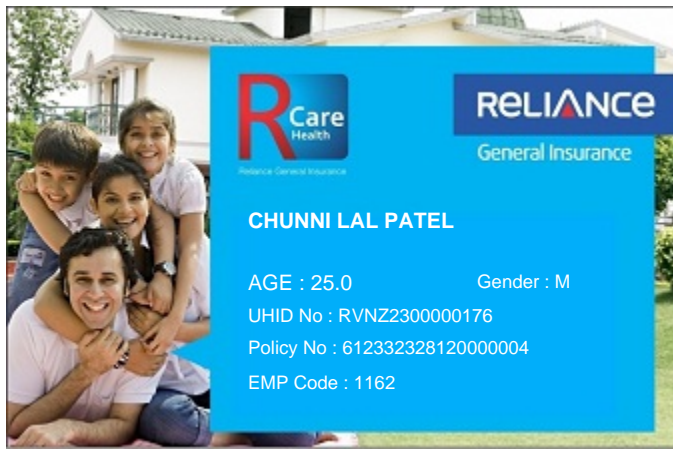 R Care
Health
Reliance General Insurance
RELIANCE
General Insurance
CHUNNI LAL PATEL
AGE : 25.0 Gender : M
UHID No : RVNZ2300000176
Policy No : 612332328120000004
EMP Code : 1162